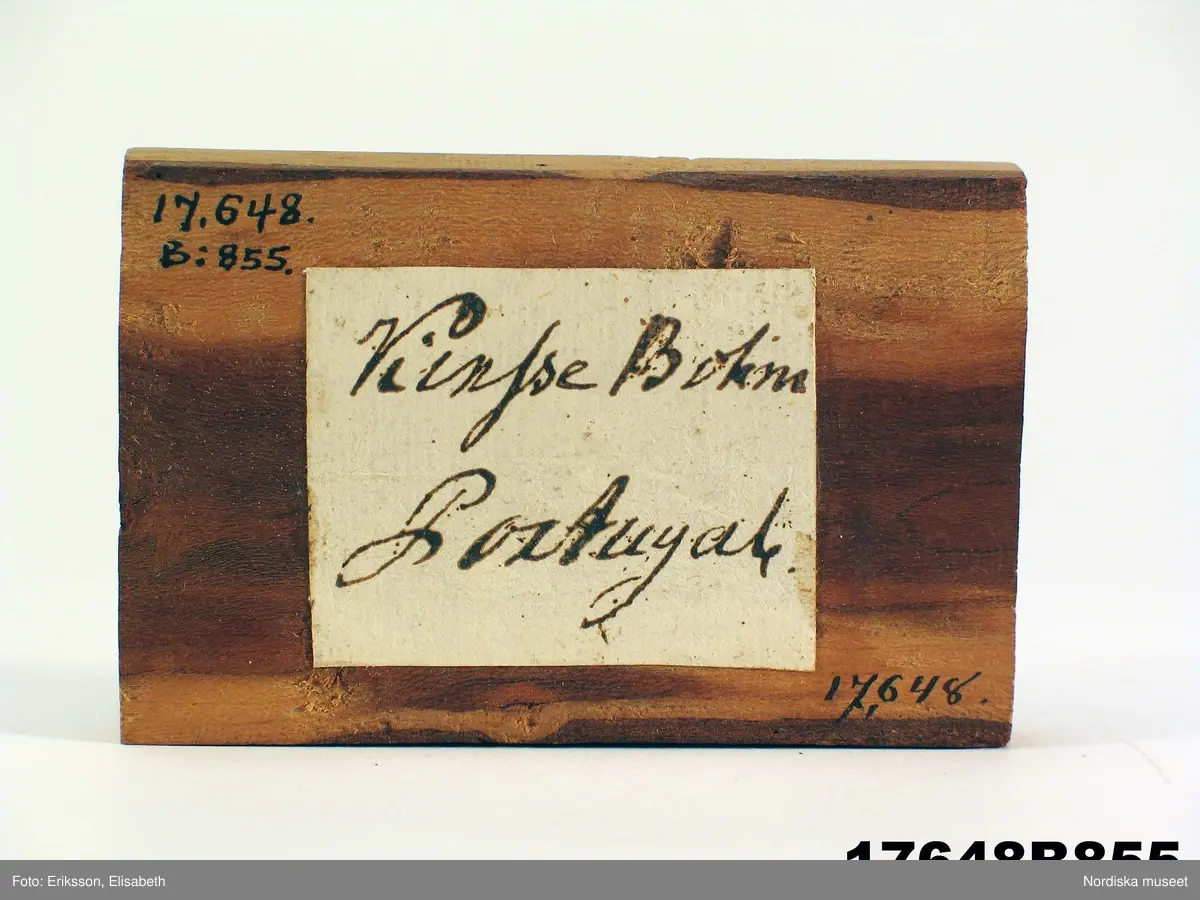 17,648.
B: 855.
Kirsse Bohm
Portugal.
17,648.
17648B855
Foto: Eriksson, Elisabeth
Nordiska museet